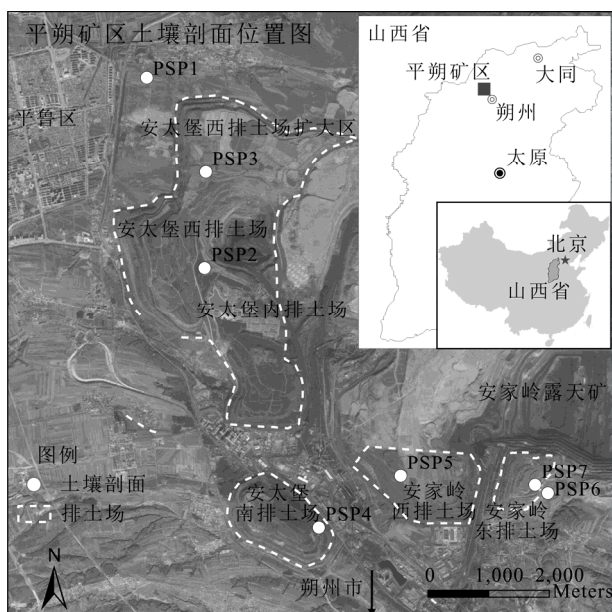 平朔矿区土壤剖面位置图
PSP1
平鲁区
安太堡西排土场扩大区
PSP3
安太堡西排土场
PSP2
安太堡内排土场
山西省
大同
平朔矿区
朔州
太原
北京
山西省
安家岭露天矿
图例
土壤剖面
排土场
PSP5
安家岭
西排土场
PSP7
PSP6
安家岭
东排土场
安太堡
南排土场
PSP4
N
朔州市
0 1,000 2,000
Meters